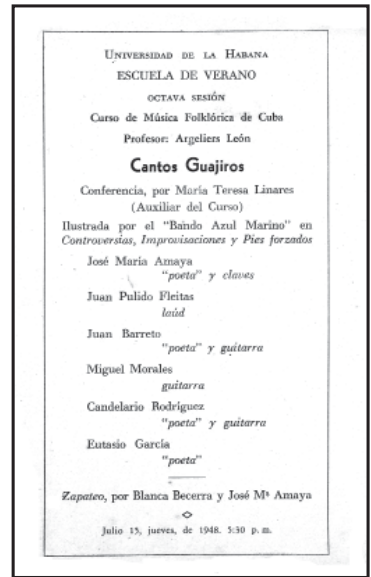 UNIVERSIDAD DE LA HABANA
ESCUELA DE VERANO
OCTAVA SESIÓN
Curso de Música Folklórica de Cuba
Profesor: Argeliers León
Cantos Guajiros
Conferencia, por María Teresa Linares
(Auxiliar del Curso)
Ilustrada por el "Bando Azul Marino" en
Controversias, Improvisaciones y Pies forzados
José María Amaya
"poeta" y claves
Juan Pulido Fleitas
laúd
Juan Barreto
"poeta" y guitarra
Miguel Morales
guitarra
Candelario Rodríguez
"poeta" y guitarra
Eutasio García
"poeta"
Zapateo, por Blanca Becerra y José Mª Amaya
Julio 15, jueves, de 1948. 5:30 p. m.